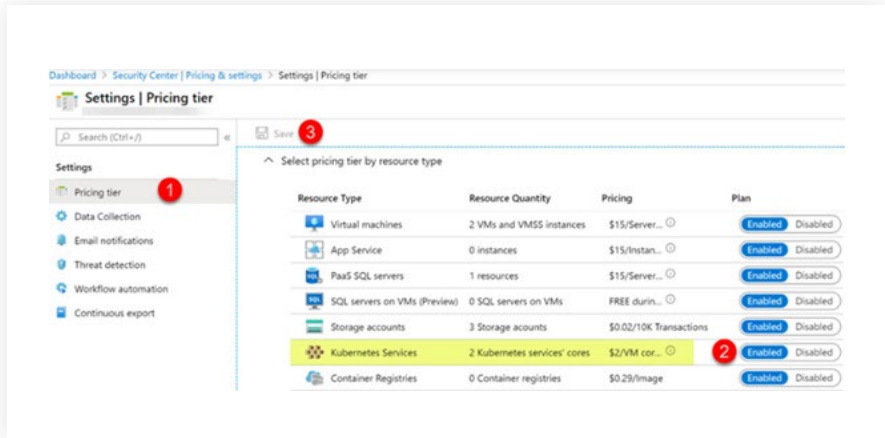 Dashboard > Security Center | Pricing & settings > Settings | Pricing tier
Settings | Pricing tier
Search (Ctrl+/)
«
Save
3
Select pricing tier by resource type
Settings
Pricing tier
1
Data Collection
Email notifications
Threat detection
Workflow automation
Continuous export
Resource Type Resource Quantity Pricing Plan
Virtual machines 2 VMs and VMSS instances $15/Server... Enabled Disabled
App Service 0 instances $15/Instan... Enabled Disabled
SQL PaaS SQL servers 1 resources $15/Server... Enabled Disabled
SQL SQL servers on VMs (Preview) 0 SQL servers on VMs FREE durin... Enabled Disabled
Storage accounts 3 Storage acounts $0.02/10K Transactions Enabled Disabled
Kubernetes Services 2 Kubernetes services' cores $2/VM cor... 2 Enabled Disabled
Container Registries 0 Container registries $0.29/Image Enabled Disabled